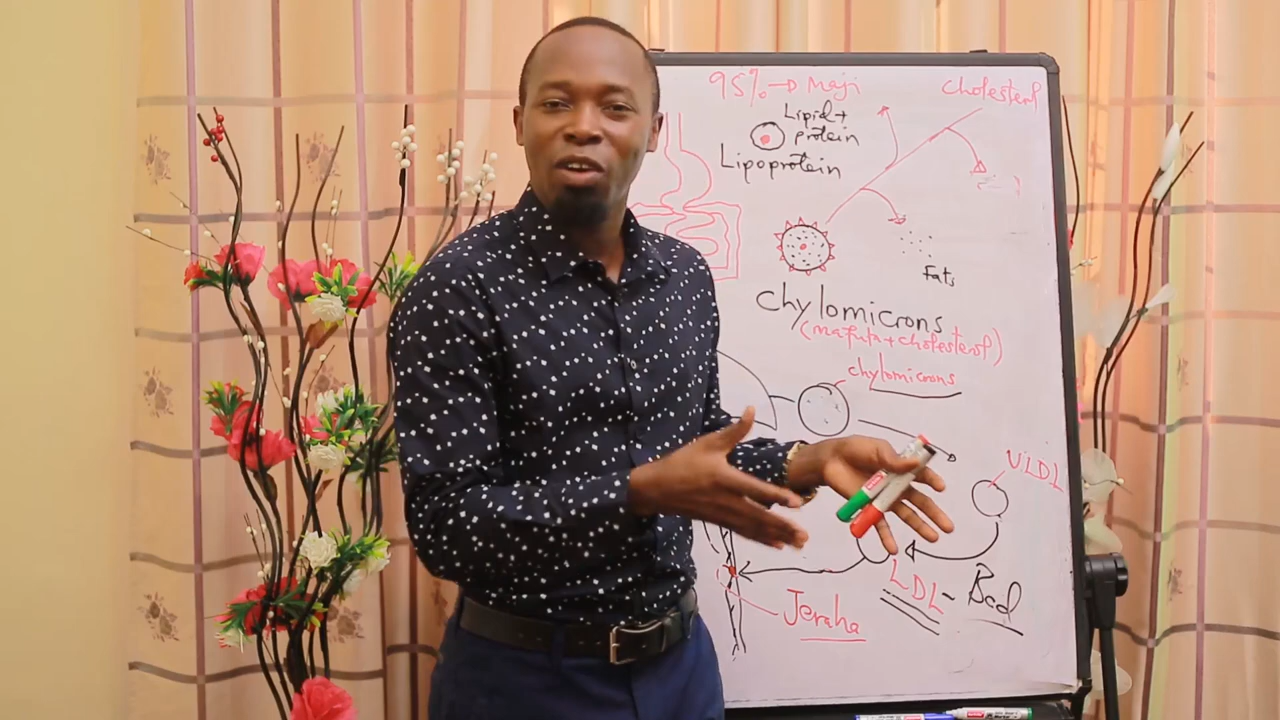 95% → Maji
cholesterol
Lipid +
protein
Lipoprotein
Fats
chylomicrons
(mafuta + cholesterol)
chylomicrons
VLDL
LDL - Bad
Jeraha